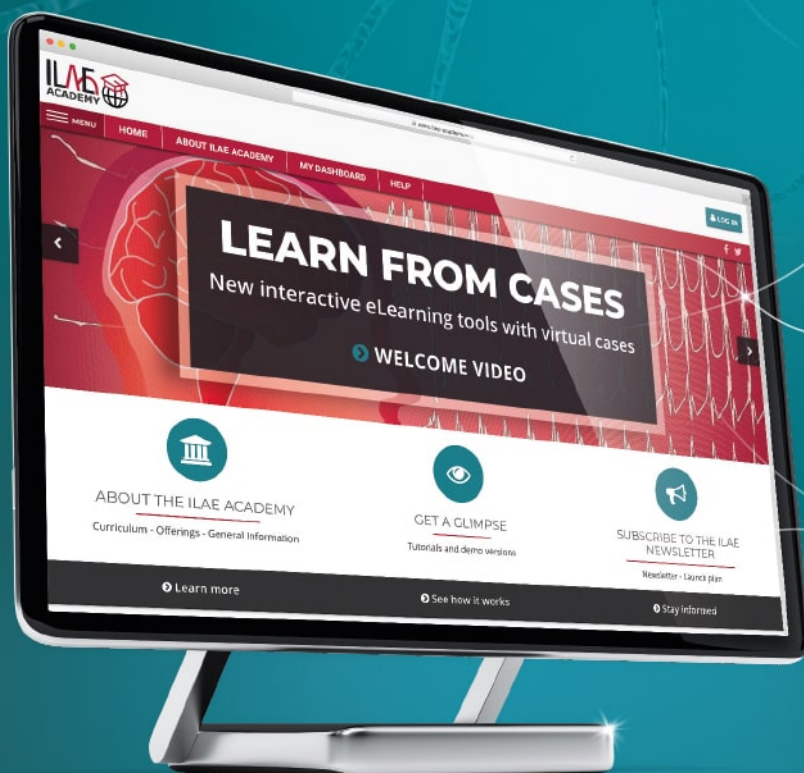 ILAE
ACADEMY
MENU
HOME
ABOUT ILAE ACADEMY
MY DASHBOARD
HELP
LOG IN
LEARN FROM CASES
New interactive eLearning tools with virtual cases
WELCOME VIDEO
ABOUT THE ILAE ACADEMY
Curriculum - Offerings - General Information
Learn more
GET A GLIMPSE
Tutorials and demo versions
See how it works
SUBSCRIBE TO THE ILAE
NEWSLETTER
Newsletter - Launch plan
Stay informed